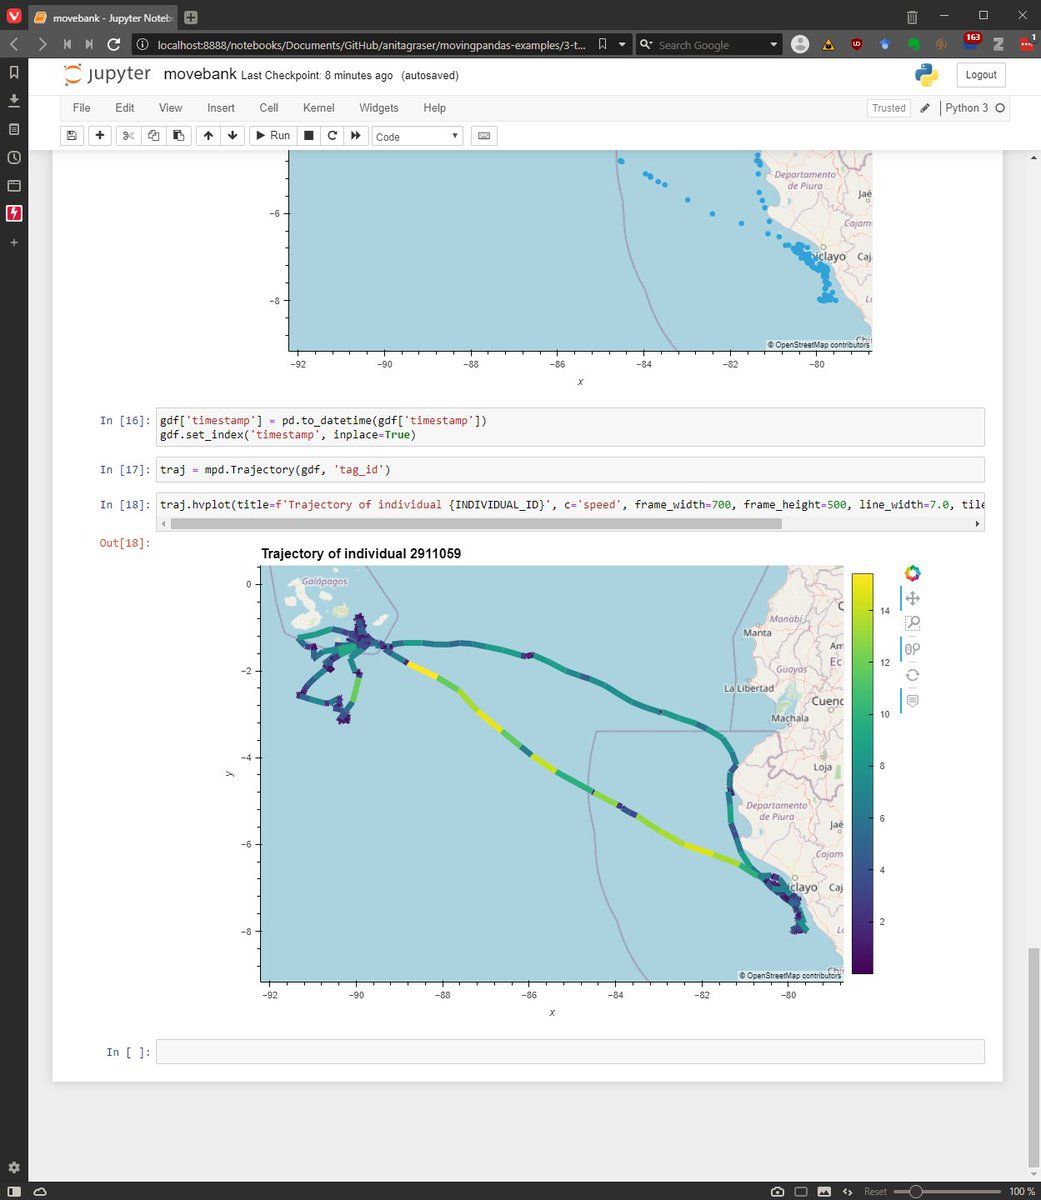 movebank - Jupyter Noteb
localhost:8888/notebooks/Documents/GitHub/anitagraser/movingpandas-examples/3-t...
Search Google
163
1
jupyter movebank Last Checkpoint: 8 minutes ago (autosaved)
Logout
File Edit View Insert Cell Kernel Widgets Help
Trusted
Python 3
Run
Code
Departamento
de Piura
Jaé
Cajam
iclayo
Caj
−6
−8
© OpenStreetMap contributors
−92 −90 −88 −86 −84 −82 −80
x
In [16]:
gdf['timestamp'] = pd.to_datetime(gdf['timestamp'])
gdf.set_index('timestamp', inplace=True)
In [17]:
traj = mpd.Trajectory(gdf, 'tag_id')
In [18]:
traj.hvplot(title=f'Trajectory of individual {INDIVIDUAL_ID}', c='speed', frame_width=700, frame_height=500, line_width=7.0, tile
Out[18]:
Trajectory of individual 2911059
Galápagos
Manabí
Manta
Guayas
La Libertad
Cuenc
Machala
Loja
Departamento
de Piura
Jaé
Cajam
iclayo
Caj
0
−2
−4
−6
−8
y
14
12
10
8
6
4
2
© OpenStreetMap contributors
−92 −90 −88 −86 −84 −82 −80
x
In [ ]:
Reset
100 %